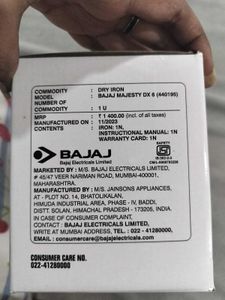 COMMODITY : DRY IRON
MODEL : BAJAJ MAJESTY DX 6 (440195)
NUMBER OF
COMMODITY : 1 U
MRP : ₹ 1 400.00 (incl. of all taxes)
MANUFACTURED ON : 11/2023
CONTENTS : IRON: 1N,
INSTRUCTIONAL MANUAL: 1N
WARRANTY CARD: 1N
BAJAJ
Bajaj Electricals Limited
SAFETY
MARKETED BY : M/S. BAJAJ ELECTRICALS LIMITED,
# 45/47 VEER NARIMAN ROAD, MUMBAI-400001,
MAHARASHTRA.
MFD BY : M/S. JAINSONS APPLIANCES,
AT - PLOT NO. 14, BHATOLIKALAN,
HIMUDA INDUSTRIAL AREA, PHASE - IV, BADDI,
DISTT. SOLAN, HIMACHAL PRADESH - 173205, INDIA.
IN CASE OF CONSUMER COMPLAINT,
CONTACT - BAJAJ ELECTRICALS LIMITED,
WRITE AT MUMBAI ADDRESS, TEL. : 022 - 41280000,
EMAIL : consumercare@bajajelectricals.com
CONSUMER CARE NO.
022-41280000